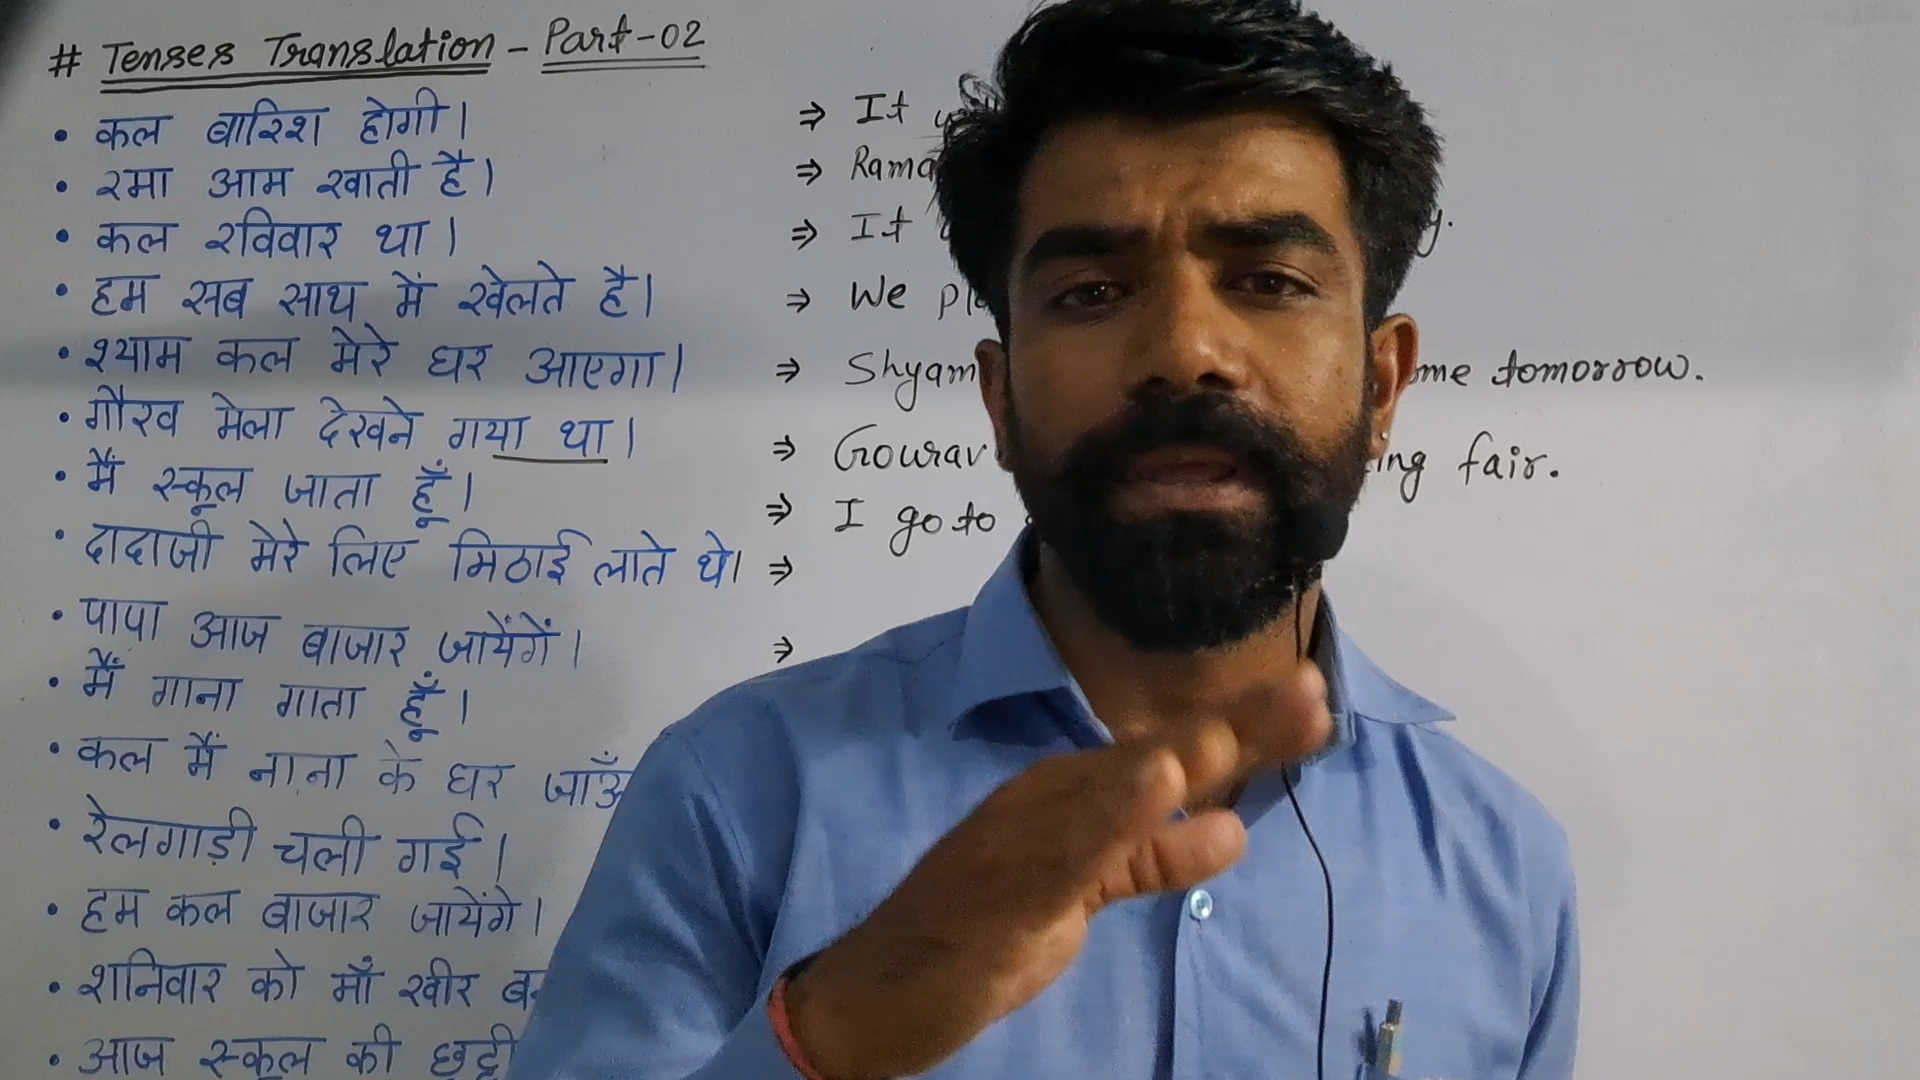 # Tenses Translation - Part-02
• कल बारिश होगी। ⇒ It
• रमा आम खाती है। ⇒ Rama
• कल रविवार था। ⇒ It
• हम सब साथ में खेलते है। ⇒ We
• श्याम कल मेरे घर आएगा। ⇒ Shyam tomorrow.
• गौरव मेला देखने गया था। ⇒ Gourav fair.
• मैं स्कूल जाता हूँ। ⇒ I go to
• दादाजी मेरे लिए मिठाई लाते थे। ⇒
• पापा आज बाजार जायेंगें। ⇒
• मैं गाना गाता हूँ।
• कल मैं नाना के घर
• रेलगाड़ी चली गई।
• हम कल बाजार जायेंगे।
• शनिवार को माँ खीर
• आज स्कूल की छुट्टी